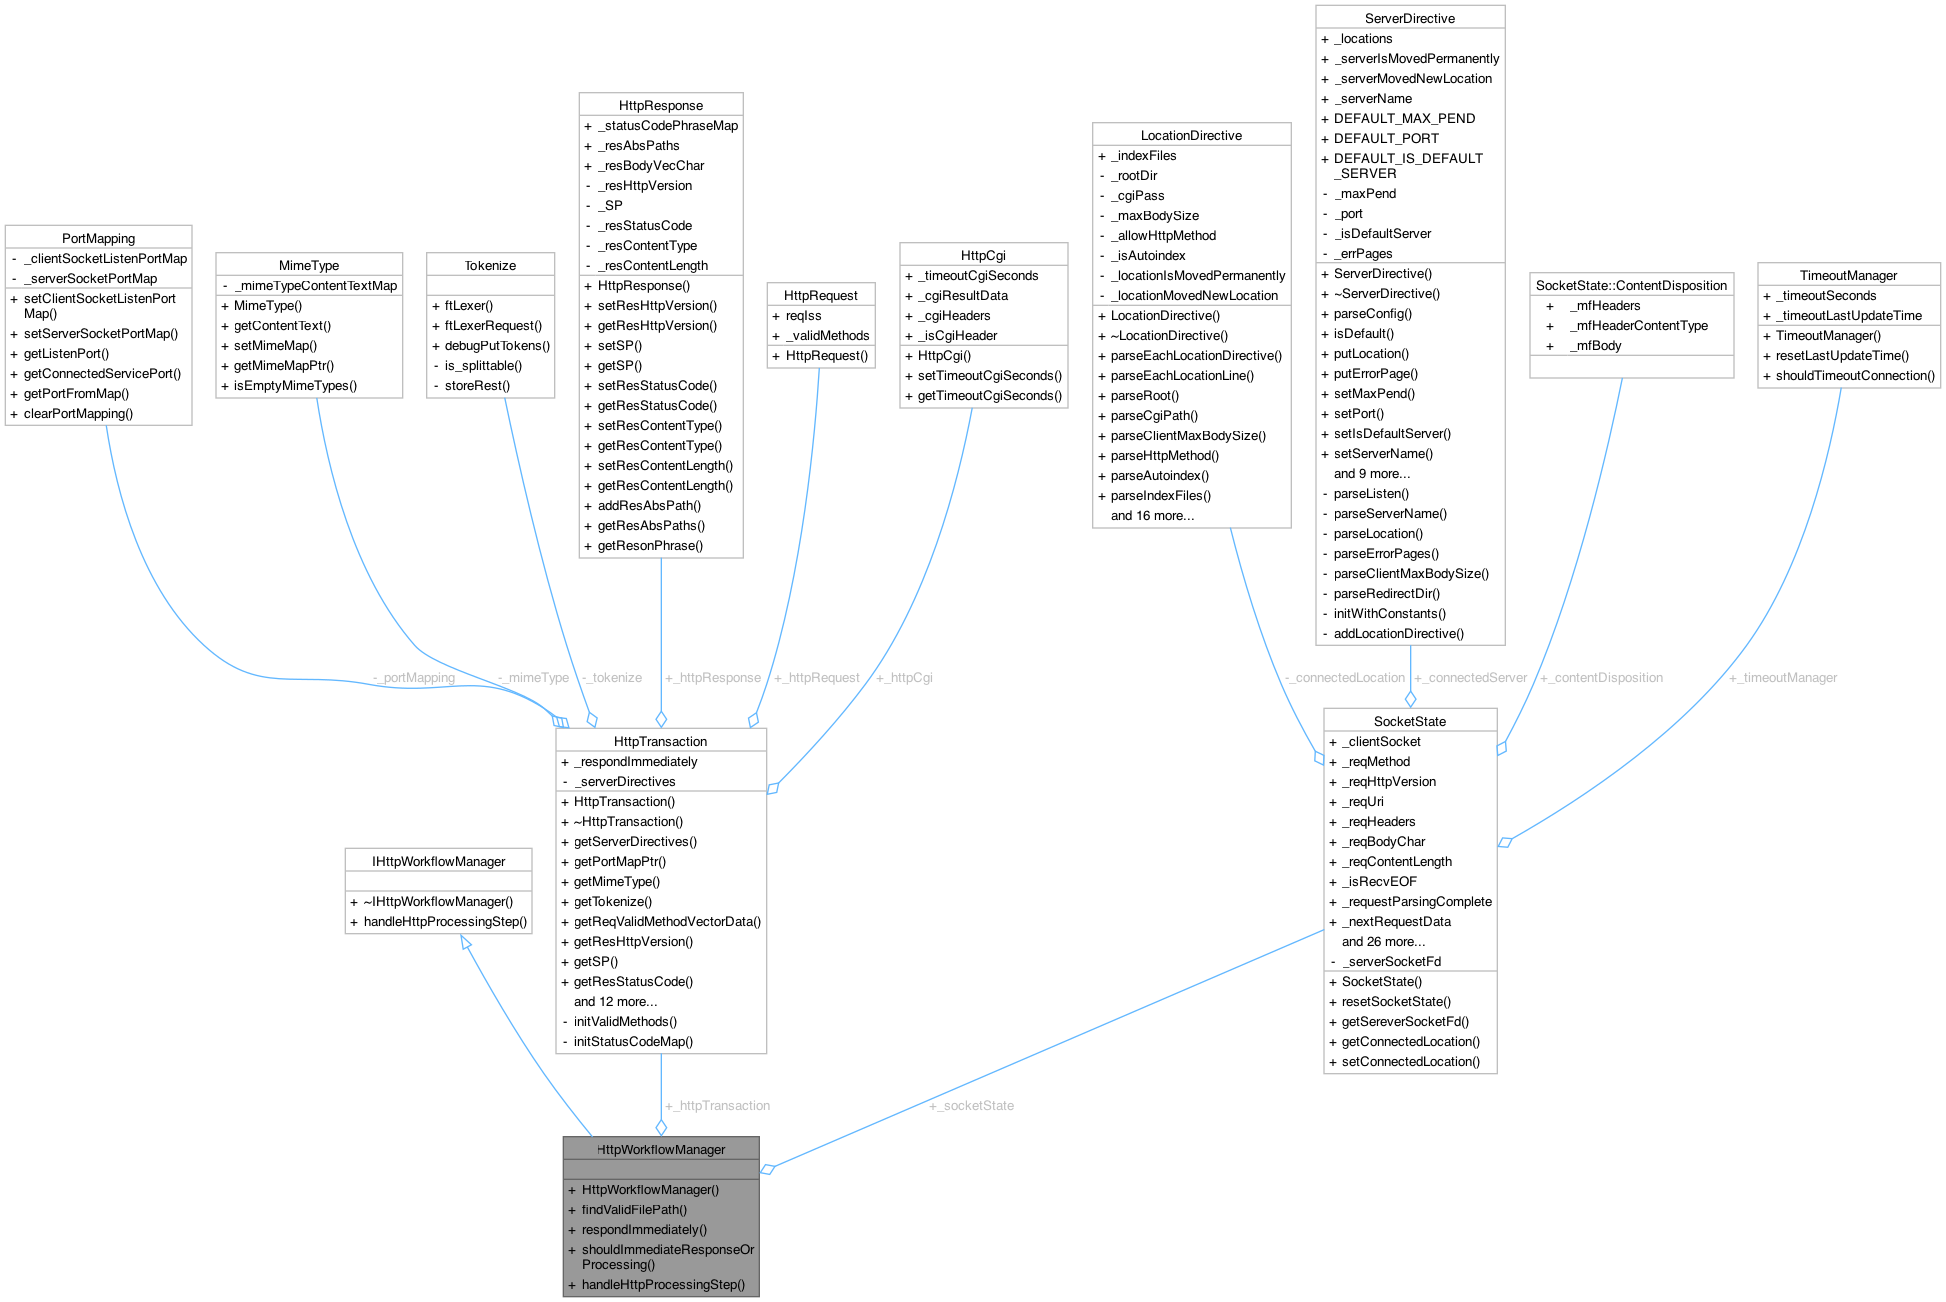 ServerDirective
+ _locations
+ _serverIsMovedPermanently
+ _serverMovedNewLocation
+ _serverName
+ DEFAULT_MAX_PEND
+ DEFAULT_PORT
+ DEFAULT_IS_DEFAULT
_SERVER
- _maxPend
- _port
- _isDefaultServer
- _errPages
+ ServerDirective()
+ ~ServerDirective()
+ parseConfig()
+ isDefault()
+ putLocation()
+ putErrorPage()
+ setMaxPend()
+ setPort()
+ setIsDefaultServer()
+ setServerName()
and 9 more...
- parseListen()
- parseServerName()
- parseLocation()
- parseErrorPages()
- parseClientMaxBodySize()
- parseRedirectDir()
- initWithConstants()
- addLocationDirective()
HttpResponse
+ _statusCodePhraseMap
+ _resAbsPaths
+ _resBodyVecChar
- _resHttpVersion
- _SP
- _resStatusCode
- _resContentType
- _resContentLength
+ HttpResponse()
+ setResHttpVersion()
+ getResHttpVersion()
+ setSP()
+ getSP()
+ setResStatusCode()
+ getResStatusCode()
+ setResContentType()
+ getResContentType()
+ setResContentLength()
+ getResContentLength()
+ addResAbsPath()
+ getResAbsPaths()
+ getResonPhrase()
LocationDirective
+ _indexFiles
- _rootDir
- _cgiPass
- _maxBodySize
- _allowHttpMethod
- _isAutoindex
- _locationIsMovedPermanently
- _locationMovedNewLocation
+ LocationDirective()
+ ~LocationDirective()
+ parseEachLocationDirective()
+ parseEachLocationLine()
+ parseRoot()
+ parseCgiPath()
+ parseClientMaxBodySize()
+ parseHttpMethod()
+ parseAutoindex()
+ parseIndexFiles()
and 16 more...
PortMapping
- _clientSocketListenPortMap
- _serverSocketPortMap
+ setClientSocketListenPort
Map()
+ setServerSocketPortMap()
+ getListenPort()
+ getConnectedServicePort()
+ getPortFromMap()
+ clearPortMapping()
MimeType
- _mimeTypeContentTextMap
+ MimeType()
+ getContentText()
+ setMimeMap()
+ getMimeMapPtr()
+ isEmptyMimeTypes()
Tokenize
+ ftLexer()
+ ftLexerRequest()
+ debugPutTokens()
- is_splittable()
- storeRest()
HttpRequest
+ reqIss
+ _validMethods
+ HttpRequest()
HttpCgi
+ _timeoutCgiSeconds
+ _cgiResultData
+ _cgiHeaders
+ _isCgiHeader
+ HttpCgi()
+ setTimeoutCgiSeconds()
+ getTimeoutCgiSeconds()
SocketState::ContentDisposition
+ _mfHeaders
+ _mfHeaderContentType
+ _mfBody
TimeoutManager
+ _timeoutSeconds
+ _timeoutLastUpdateTime
+ TimeoutManager()
+ resetLastUpdateTime()
+ shouldTimeoutConnection()
-_portMapping
-_mimeType
-_tokenize
+_httpResponse
+_httpRequest
+_httpCgi
-_connectedLocation
+_connectedServer
+_contentDisposition
+_timeoutManager
HttpTransaction
+ _respondImmediately
- _serverDirectives
+ HttpTransaction()
+ ~HttpTransaction()
+ getServerDirectives()
+ getPortMapPtr()
+ getMimeType()
+ getTokenize()
+ getReqValidMethodVectorData()
+ getResHttpVersion()
+ getSP()
+ getResStatusCode()
and 12 more...
- initValidMethods()
- initStatusCodeMap()
SocketState
+ _clientSocket
+ _reqMethod
+ _reqHttpVersion
+ _reqUri
+ _reqHeaders
+ _reqBodyChar
+ _reqContentLength
+ _isRecvEOF
+ _requestParsingComplete
+ _nextRequestData
and 26 more...
- _serverSocketFd
+ SocketState()
+ resetSocketState()
+ getSereverSocketFd()
+ getConnectedLocation()
+ setConnectedLocation()
IHttpWorkflowManager
+ ~IHttpWorkflowManager()
+ handleHttpProcessingStep()
+_httpTransaction
+_socketState
HttpWorkflowManager
+ HttpWorkflowManager()
+ findValidFilePath()
+ respondImmediately()
+ shouldImmediateResponseOr
Processing()
+ handleHttpProcessingStep()